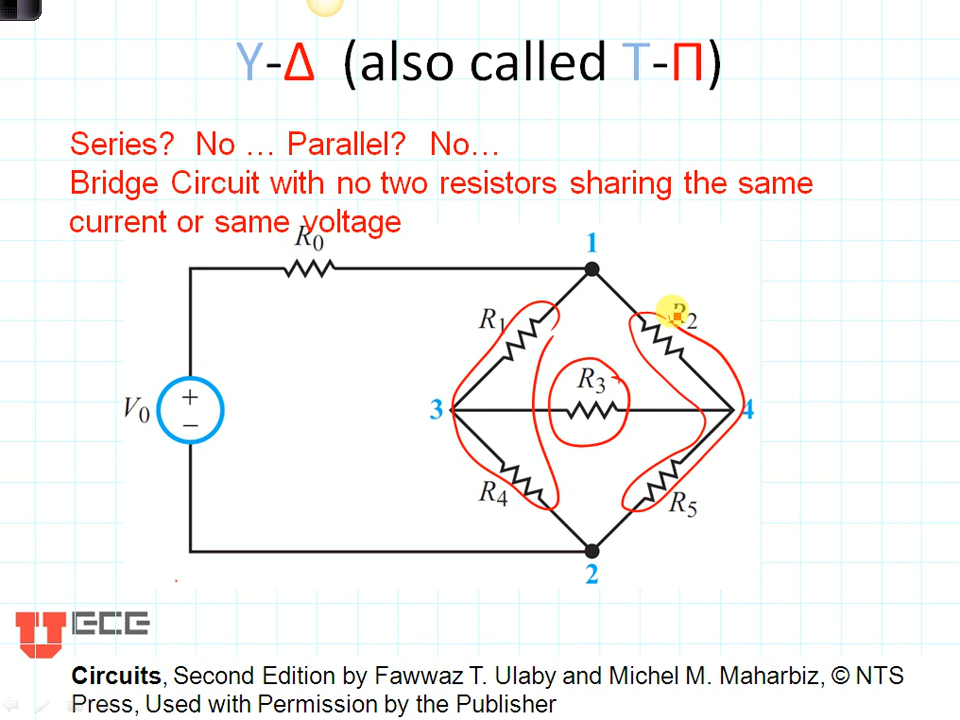 Y-Δ (also called T-Π)
Series? No … Parallel? No…
Bridge Circuit with no two resistors sharing the same
current or same voltage
R0
1
R1
R2
R3
V0
+
−
3
4
R4
R5
2
U ECE
Circuits, Second Edition by Fawwaz T. Ulaby and Michel M. Maharbiz, © NTS
Press, Used with Permission by the Publisher